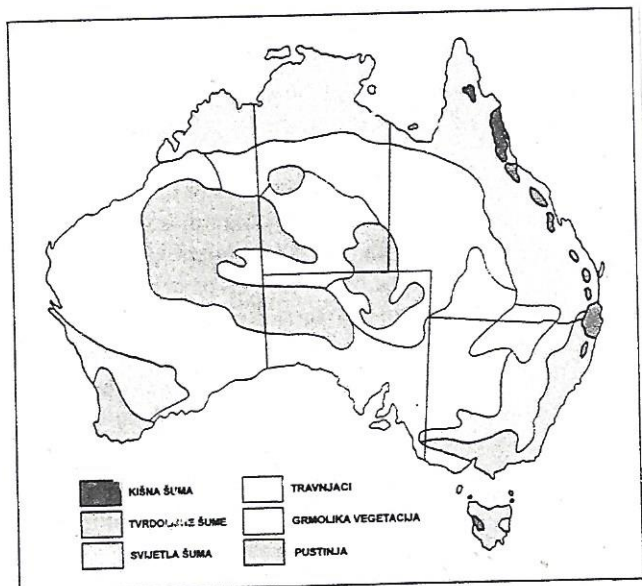 KIŠNA ŠUMA
ŠUME
SVIJETLA ŠUMA
TRAVNJACI
GRMOLIKA VEGETACIJA
PUSTINJA